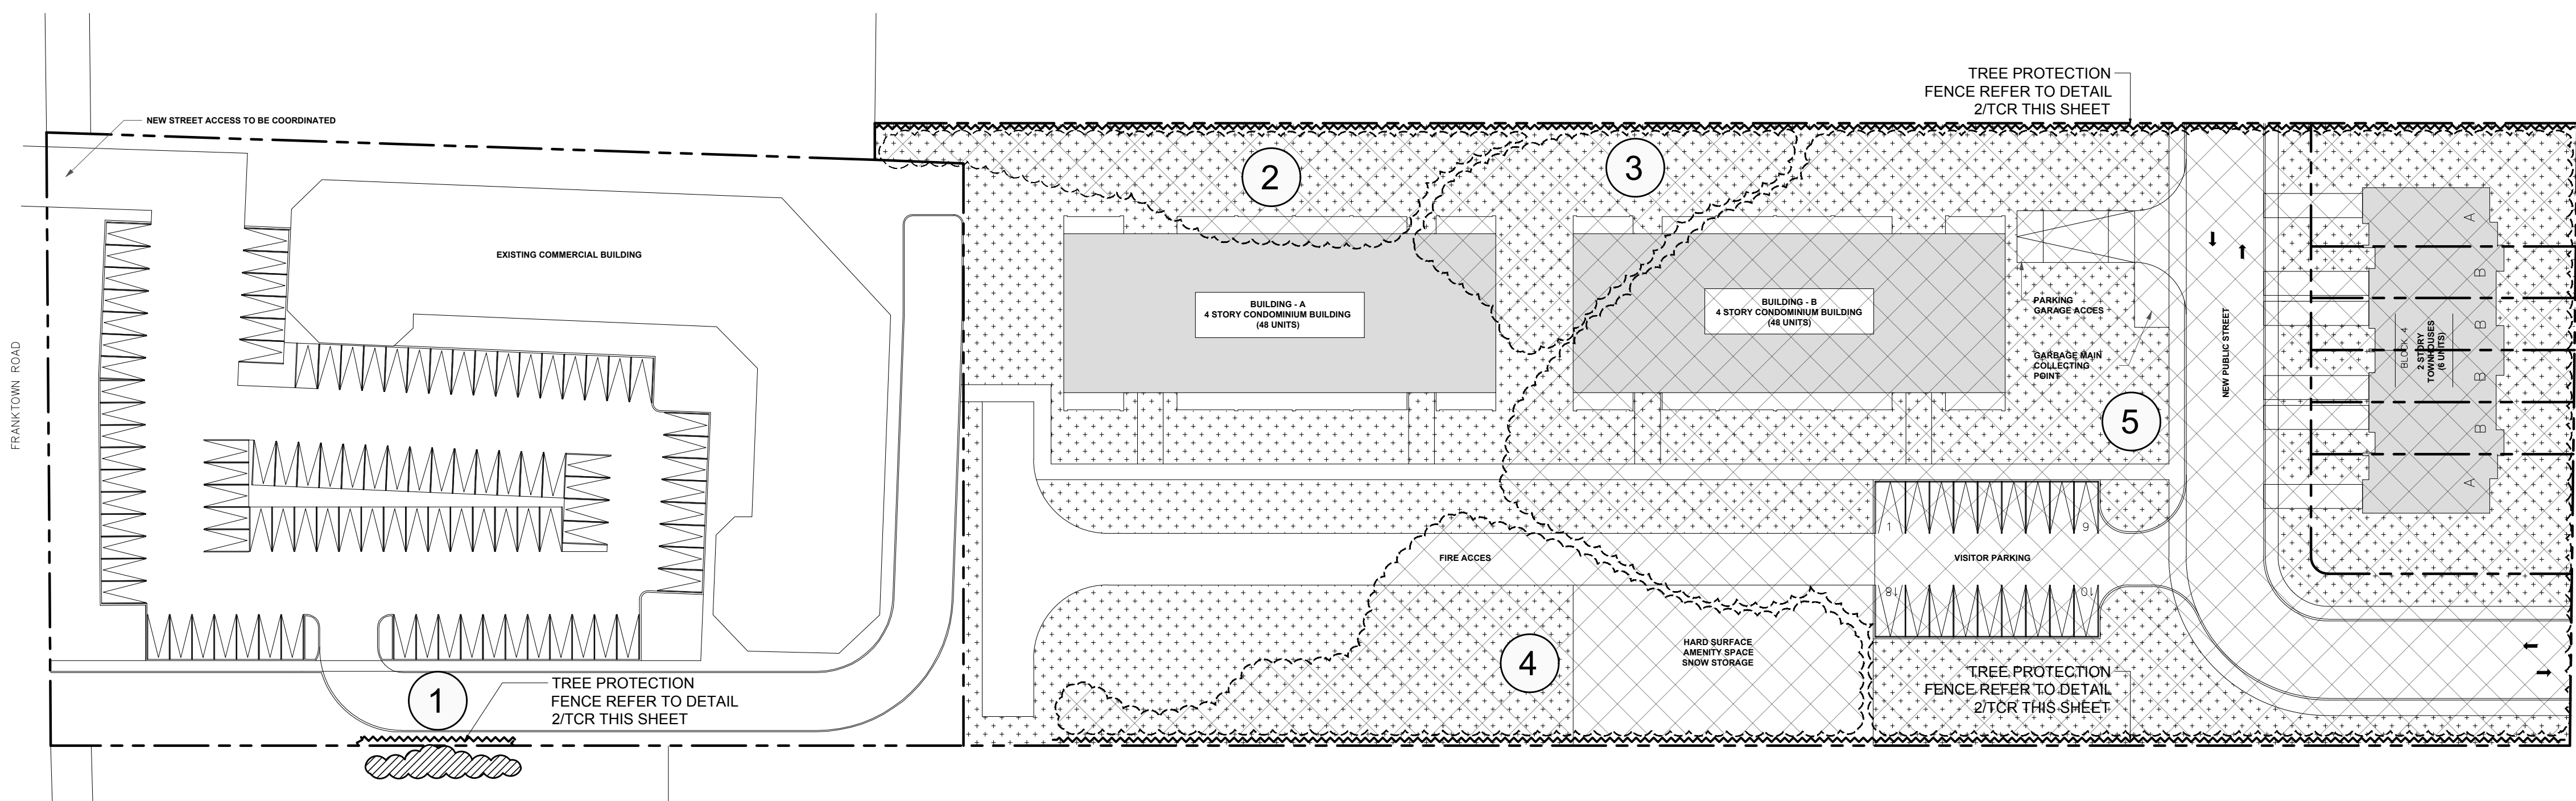 TREE PROTECTION
FENCE REFER TO DETAIL
2/TCR THIS SHEET
NEW STREET ACCESS TO BE COORDINATED
2
3
A
EXISTING COMMERCIAL BUILDING
B
BUILDING - A
4 STORY CONDOMINIUM BUILDING
(48 UNITS)
BUILDING - B
4 STORY CONDOMINIUM BUILDING
(48 UNITS)
PARKING
GARAGE ACCES
B
FRANKTOWN ROAD
GARBAGE MAIN
COLLECTING
POINT
NEW PUBLIC STREET
BLOCK 4
2 STORY
TOWNHOUSES
(6 UNITS)
B
5
B
A
1
9
FIRE ACCES
VISITOR PARKING
18
10
HARD SURFACE
AMENITY SPACE
SNOW STORAGE
4
1
TREE PROTECTION
FENCE REFER TO DETAIL
2/TCR THIS SHEET
TREE PROTECTION
FENCE REFER TO DETAIL
2/TCR THIS SHEET